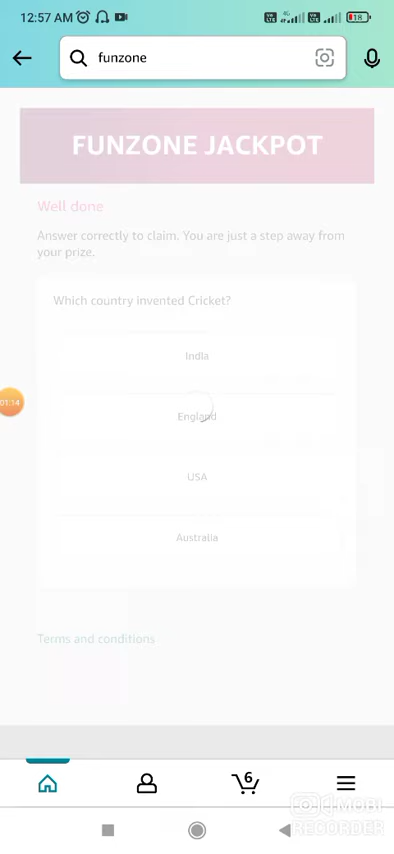 12:57 AM
4G
18
funzone
FUNZONE JACKPOT
Well done
Answer correctly to claim. You are just a step away from
your prize.
Which country invented Cricket?
India
01:14
England
USA
Australia
Terms and conditions
6
MOBI
RECORDER